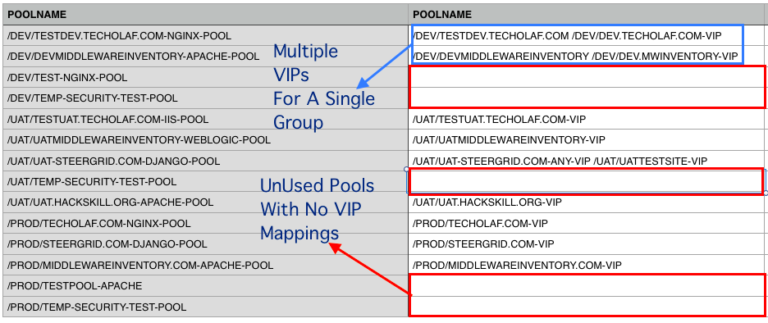 POOLNAME POOLNAME
/DEV/TESTDEV.TECHOLAF.COM-NGINX-POOL /DEV/TESTDEV.TECHOLAF.COM /DEV/DEV.TECHOLAF.COM-VIP
/DEV/DEVMIDDLEWAREINVENTORY-APACHE-POOL /DEV/DEVMIDDLEWAREINVENTORY /DEV/DEV.MWINVENTORY-VIP
/DEV/TEST-NGINX-POOL
/DEV/TEMP-SECURITY-TEST-POOL
Multiple
VIPs
For A Single
Group
/UAT/TESTUAT.TECHOLAF.COM-IIS-POOL /UAT/TESTUAT.TECHOLAF.COM-VIP
/UAT/UATMIDDLEWAREINVENTORY-WEBLOGIC-POOL /UAT/UATMIDDLEWAREINVENTORY-VIP
/UAT/UAT-STEERGRID.COM-DJANGO-POOL /UAT/UAT-STEERGRID.COM-ANY-VIP /UAT/UATTESTSITE-VIP
/UAT/TEMP-SECURITY-TEST-POOL
/UAT/UAT.HACKSKILL.ORG-APACHE-POOL /UAT/UAT.HACKSKILL.ORG-VIP
UnUsed Pools
With No VIP
Mappings
/PROD/TECHOLAF.COM-NGINX-POOL /PROD/TECHOLAF.COM-VIP
/PROD/STEERGRID.COM-DJANGO-POOL /PROD/STEERGRID.COM-VIP
/PROD/MIDDLEWAREINVENTORY.COM-APACHE-POOL /PROD/MIDDLEWAREINVENTORY.COM-VIP
/PROD/TESTPOOL-APACHE
/PROD/TEMP-SECURITY-TEST-POOL